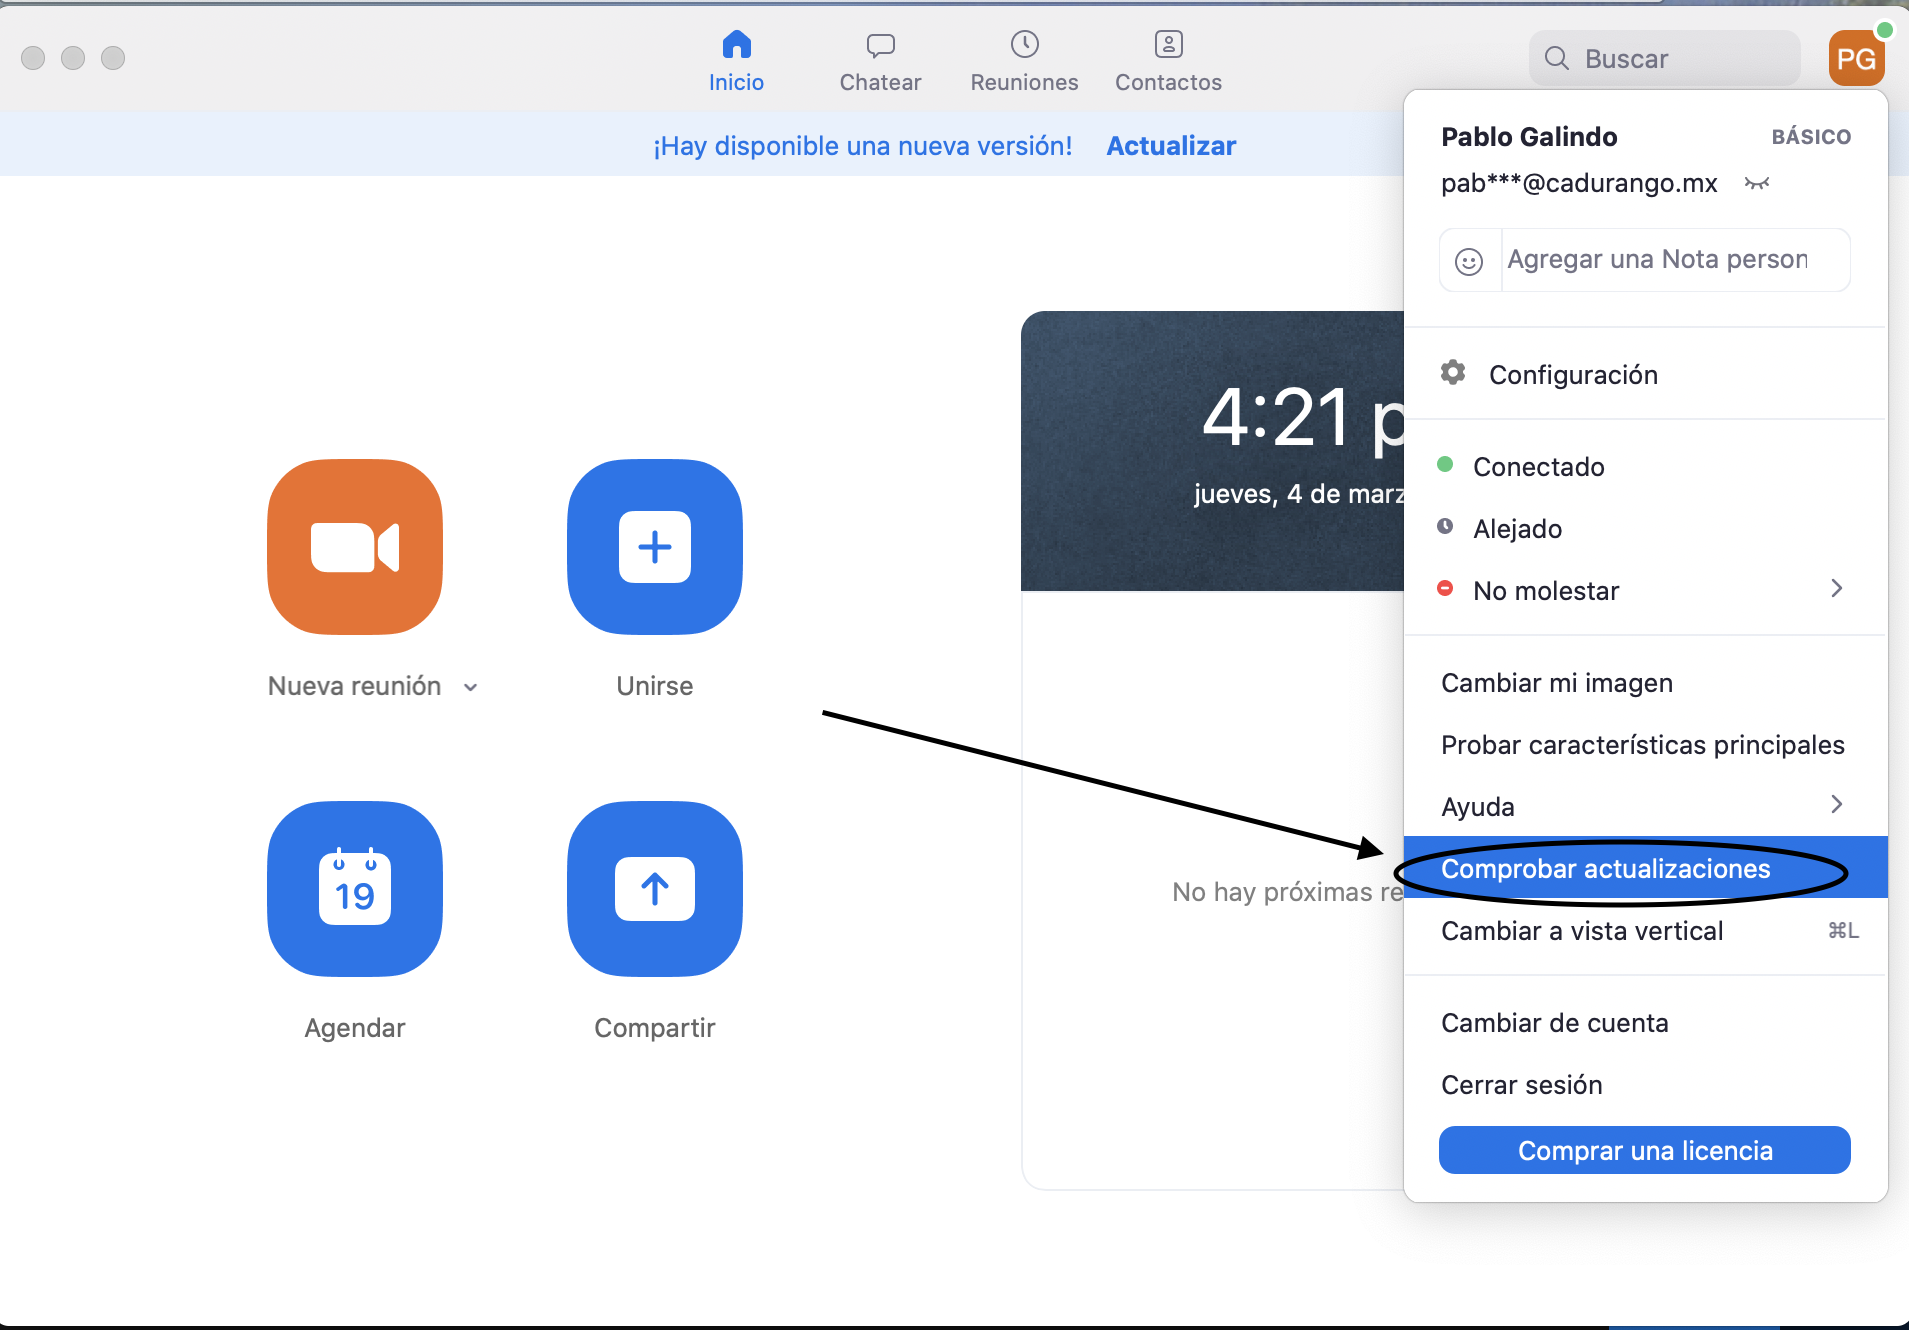 Inicio
Chatear
Reuniones
Contactos
Buscar
PG
¡Hay disponible una nueva versión! Actualizar
Pablo Galindo BÁSICO
pab***@cadurango.mx
Agregar una Nota person
Configuración
Conectado
Alejado
No molestar
Cambiar mi imagen
Probar características principales
Ayuda
Comprobar actualizaciones
Cambiar a vista vertical ⌘L
Cambiar de cuenta
Cerrar sesión
Comprar una licencia
4:21 p
jueves, 4 de marz
No hay próximas re
Nueva reunión
Unirse
19
Agendar
Compartir